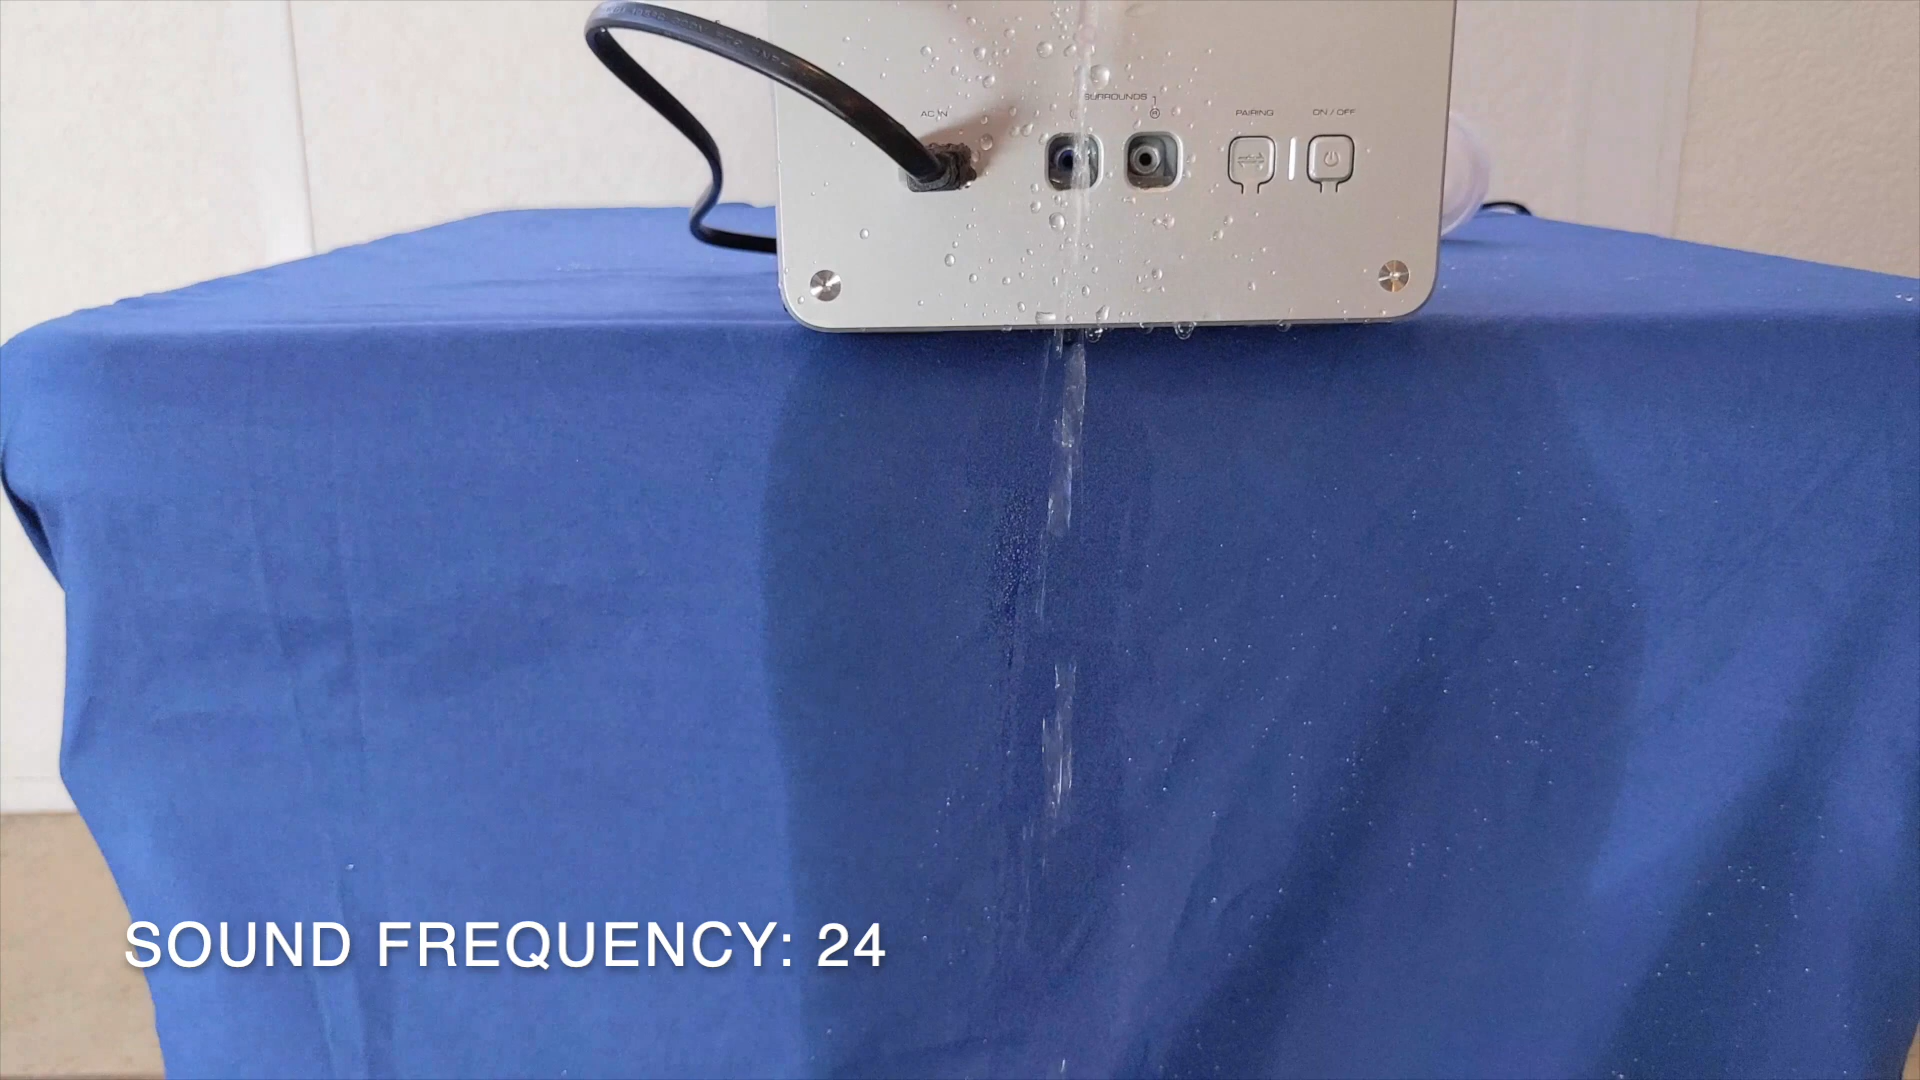 SURROUNDS
AC IN
PAIRING
ON / OFF
SOUND FREQUENCY: 24